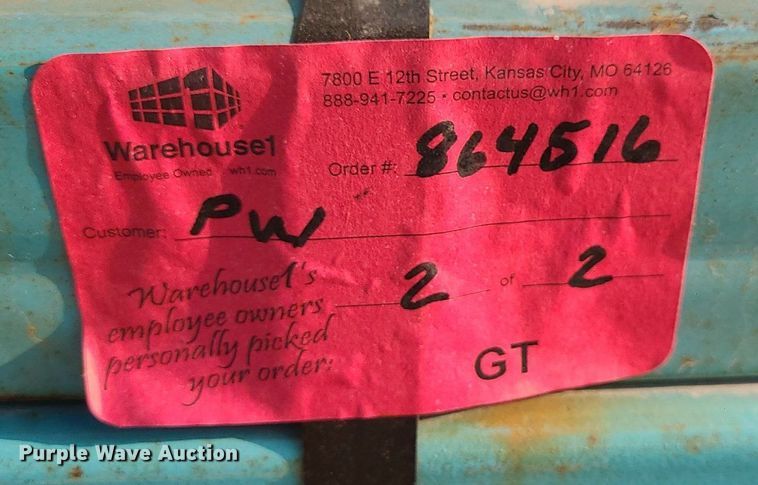 7800 E 12th Street, Kansas City, MO 64126
888-941-7225 • contactus@wh1.com
Warehouse1
Employee Owned wh1.com
Order #: 864516
Customer: PW
Warehouse1's
employee owners
personally picked
your order:
2 of 2
GT
Purple Wave Auction